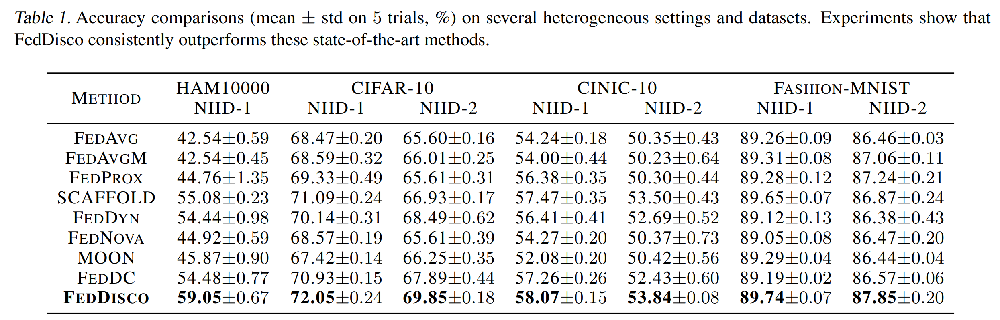 Table 1. Accuracy comparisons (mean ± std on 5 trials, %) on several heterogeneous settings and datasets. Experiments show that
FedDisco consistently outperforms these state-of-the-art methods.
METHOD HAM10000 CIFAR-10 CINIC-10 FASHION-MNIST
NIID-1 NIID-1 NIID-2 NIID-1 NIID-2 NIID-1 NIID-2
FEDAVG 42.54±0.59 68.47±0.20 65.60±0.16 54.24±0.18 50.35±0.43 89.26±0.09 86.46±0.03
FEDAVGM 42.54±0.45 68.59±0.32 66.01±0.25 54.00±0.44 50.23±0.64 89.31±0.08 87.06±0.11
FEDPROX 44.76±1.35 69.33±0.49 65.61±0.31 56.38±0.35 50.30±0.44 89.28±0.12 87.24±0.21
SCAFFOLD 55.08±0.23 71.09±0.24 66.93±0.17 57.47±0.35 53.50±0.43 89.65±0.07 86.87±0.24
FEDDYN 54.44±0.98 70.14±0.31 68.49±0.62 56.41±0.41 52.69±0.52 89.12±0.13 86.38±0.43
FEDNOVA 44.92±0.59 68.57±0.19 65.61±0.39 54.27±0.20 50.37±0.73 89.05±0.08 86.47±0.20
MOON 45.87±0.90 67.42±0.14 66.25±0.35 52.08±0.20 50.42±0.56 89.29±0.04 86.44±0.04
FEDDC 54.48±0.77 70.93±0.15 67.89±0.44 57.26±0.26 52.43±0.60 89.19±0.02 86.57±0.06
FEDDISCO 59.05±0.67 72.05±0.24 69.85±0.18 58.07±0.15 53.84±0.08 89.74±0.07 87.85±0.20